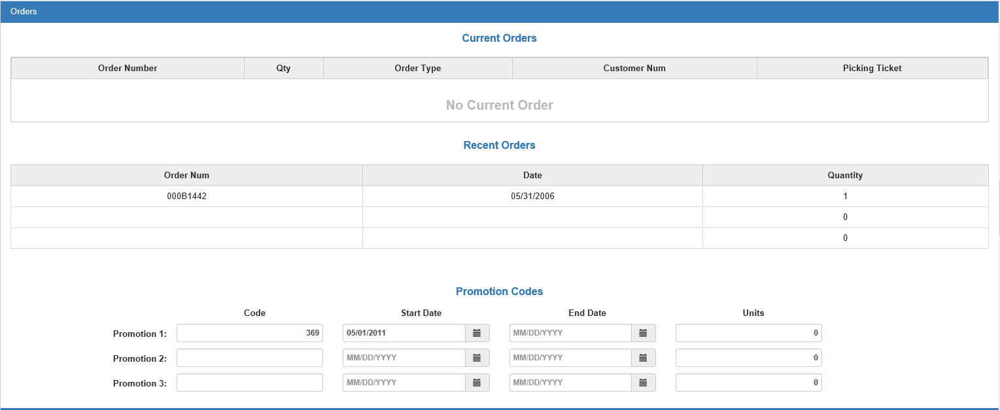 Orders
Current Orders
Order Number Qty Order Type Customer Num Picking Ticket
No Current Order
Recent Orders
Order Num Date Quantity
000B1442 05/31/2006 1
0
0
Promotion Codes
Code Start Date End Date Units
Promotion 1: 369 05/01/2011 MM/DD/YYYY 0
Promotion 2: MM/DD/YYYY MM/DD/YYYY 0
Promotion 3: MM/DD/YYYY MM/DD/YYYY 0